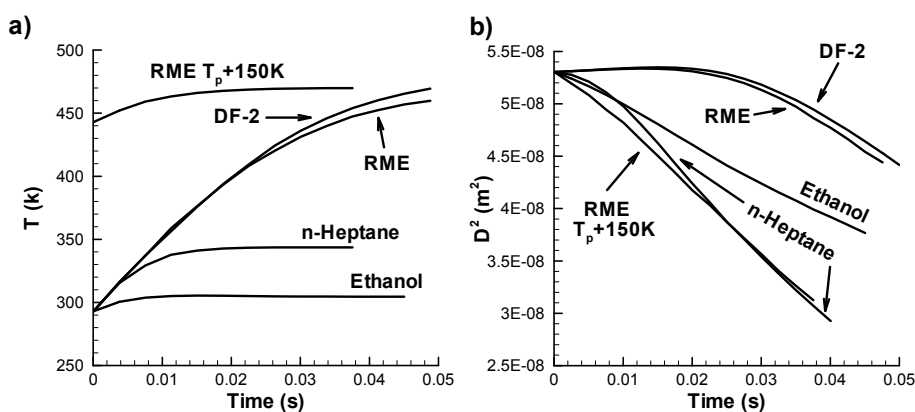 a)
500
450
400
350
300
250
T (k)
RME Tp+150K
DF-2
RME
n-Heptane
Ethanol
0 0.01 0.02 0.03 0.04 0.05
Time (s)
b)
5.5E-08
5E-08
4.5E-08
4E-08
3.5E-08
3E-08
2.5E-08
D² (m²)
DF-2
RME
Ethanol
n-Heptane
RME
Tp+150K
0 0.01 0.02 0.03 0.04 0.05
Time (s)